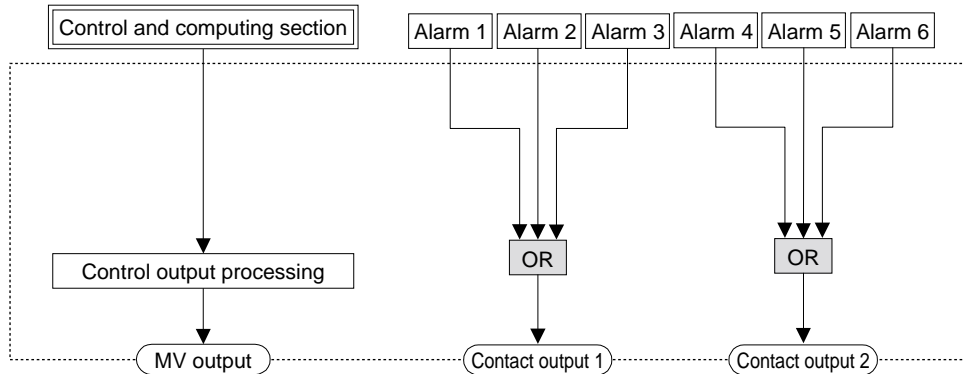 Control and computing section
Alarm 1 Alarm 2 Alarm 3 Alarm 4 Alarm 5 Alarm 6
Control output processing
OR
OR
MV output
Contact output 1
Contact output 2